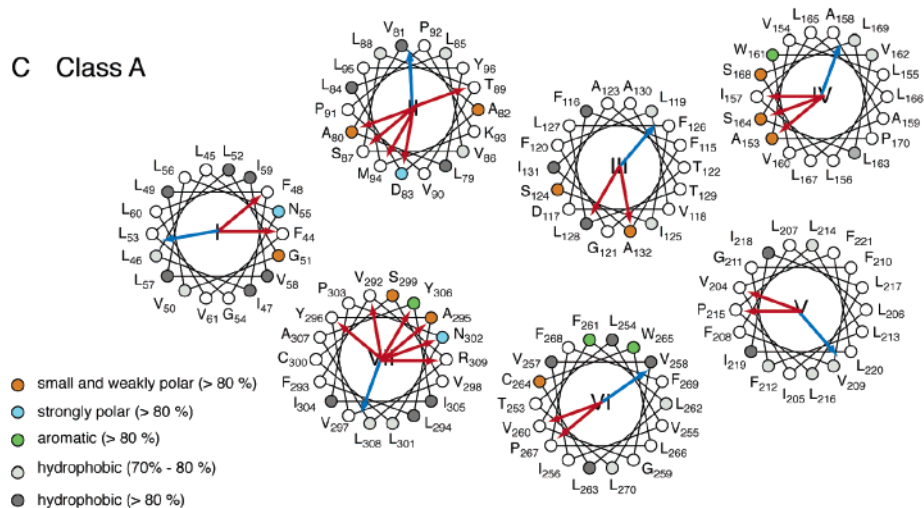 C Class A
V81
P92
L85
Y96
T89
A82
K93
V86
L79
V90
D83
M94
S87
A80
P91
L84
L95
L88
III
A123
A130
L119
F126
F115
T122
T129
V118
I125
A132
G121
L128
D117
S124
I131
F120
L127
F116
IV
L165
A158
L169
V162
L155
L166
A159
P170
L163
L156
L167
V160
A153
S164
I157
S168
W161
V154
I
L45
L52
I59
F48
N55
F44
G51
V58
I47
G54
V61
V50
L57
L46
L53
L60
L49
L56
V
L207
L214
F221
F210
L217
L206
L213
L220
V209
L216
I205
F212
I219
F208
P215
V204
G211
I218
VII
V292
S299
Y306
A295
N302
R309
V298
I305
L294
L301
L308
V297
I304
F293
C300
A307
Y296
P303
VI
F261
L254
W265
V258
F269
L262
V255
L266
G259
L270
L263
I256
P267
V260
T253
C264
V257
F268
small and weakly polar (> 80 %)
strongly polar (> 80 %)
aromatic (> 80 %)
hydrophobic (70% - 80 %)
hydrophobic (> 80 %)